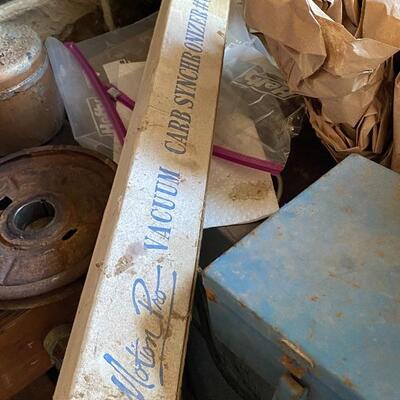 Motion Pro VACUUM CARB SYNCHRONIZER#